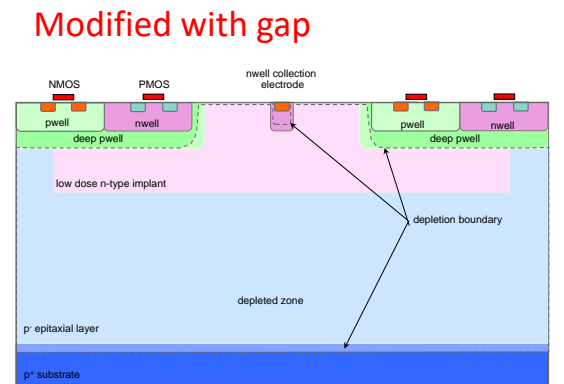 Modified with gap
nwell collection
electrode
NMOS
PMOS
pwell
nwell
pwell
nwell
deep pwell
deep pwell
low dose n-type implant
depletion boundary
depleted zone
p- epitaxial layer
p+ substrate